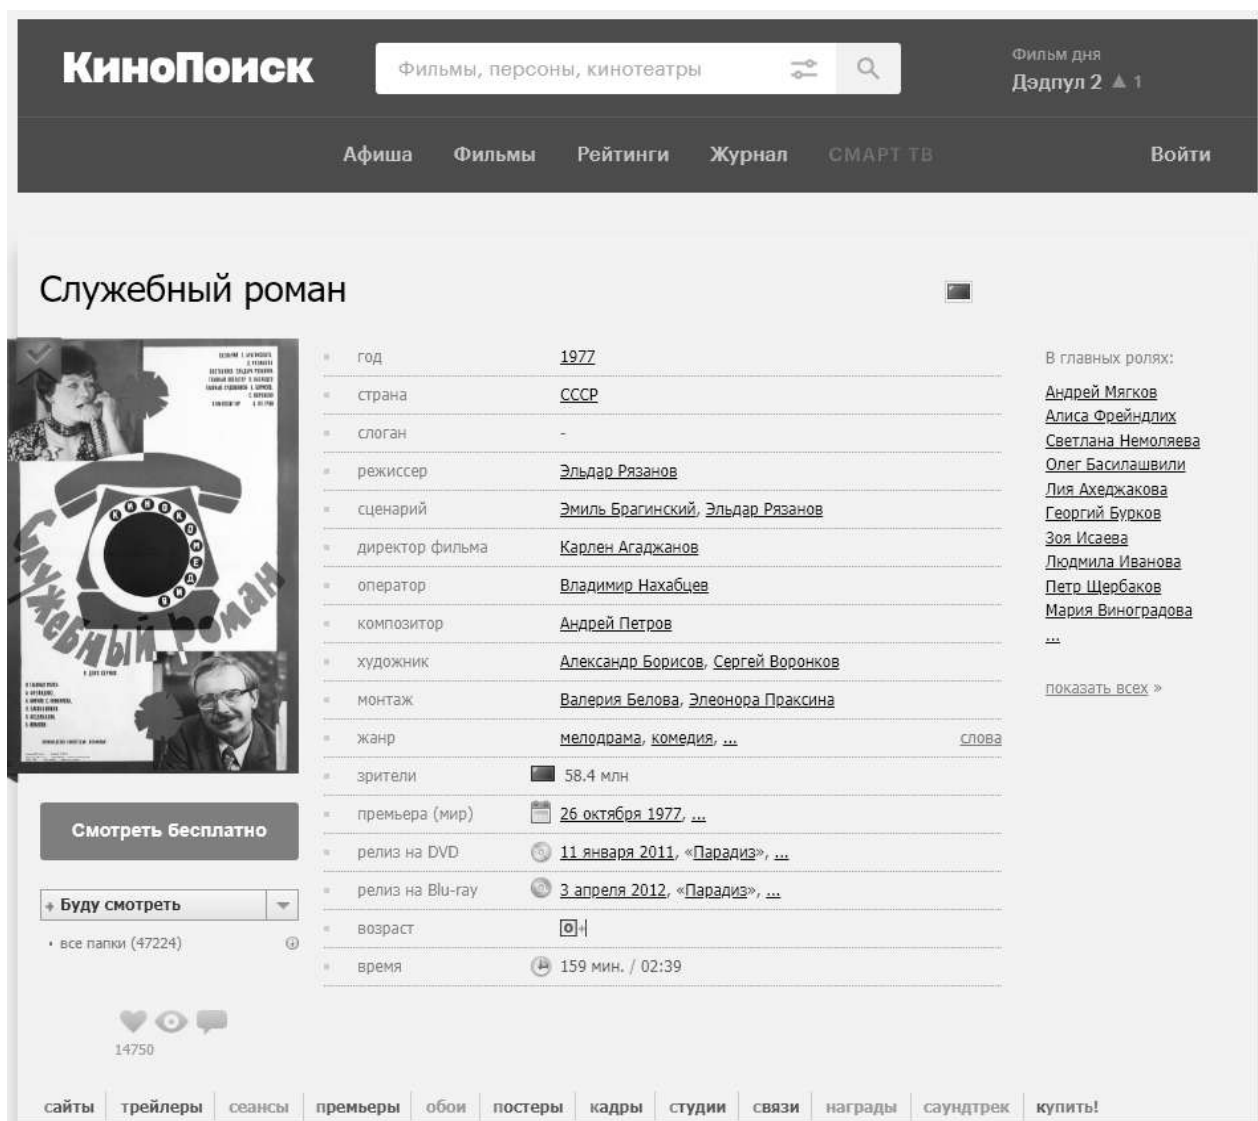 КиноПоиск
Фильмы, персоны, кинотеатры
Фильм дня
Дэдпул 2 ▲ 1
Афиша Фильмы Рейтинги Журнал СМАРТ ТВ Войти
Служебный роман
КИНОКОМЕДИЯ
Служебный роман
год 1977
страна СССР
слоган -
режиссер Эльдар Рязанов
сценарий Эмиль Брагинский, Эльдар Рязанов
директор фильма Карлен Агаджанов
оператор Владимир Нахабцев
композитор Андрей Петров
художник Александр Борисов, Сергей Воронков
монтаж Валерия Белова, Элеонора Праксина
жанр мелодрама, комедия, ... слова
зрители 58.4 млн
премьера (мир) 26 октября 1977, ...
релиз на DVD 11 января 2011, «Парадиз», ...
релиз на Blu-ray 3 апреля 2012, «Парадиз», ...
возраст 0+
время 159 мин. / 02:39
В главных ролях:
Андрей Мягков
Алиса Фрейндлих
Светлана Немоляева
Олег Басилашвили
Лия Ахеджакова
Георгий Бурков
Зоя Исаева
Людмила Иванова
Петр Щербаков
Мария Виноградова
...
показать всех »
Смотреть бесплатно
Буду смотреть
все папки (47224)
14750
сайты трейлеры сеансы премьеры обои постеры кадры студии связи награды саундтрек купить!